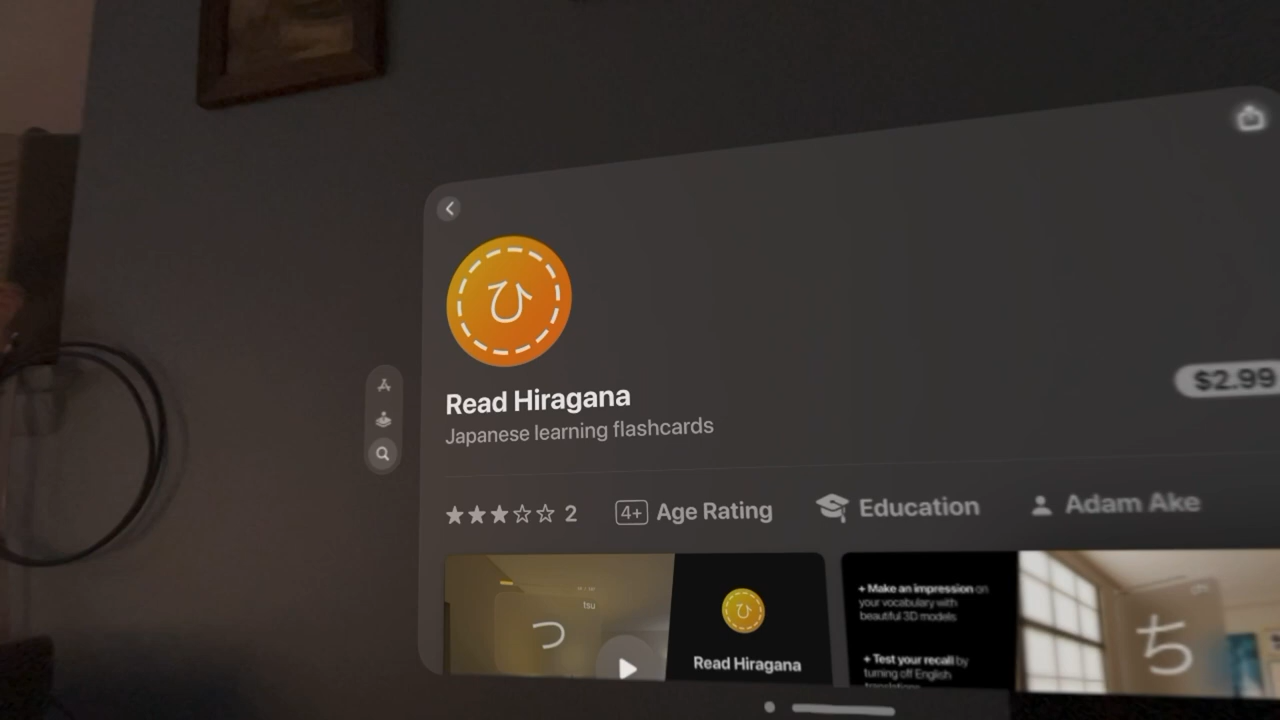 ひ
Read Hiragana
Japanese learning flashcards
$2.99
2
4+ Age Rating
Education
Adam Ake
tsu
つ
ひ
Read Hiragana
+ Make an impression on
your vocabulary with
beautiful 3D models
+ Test your recall by
turning off English
translations
ち